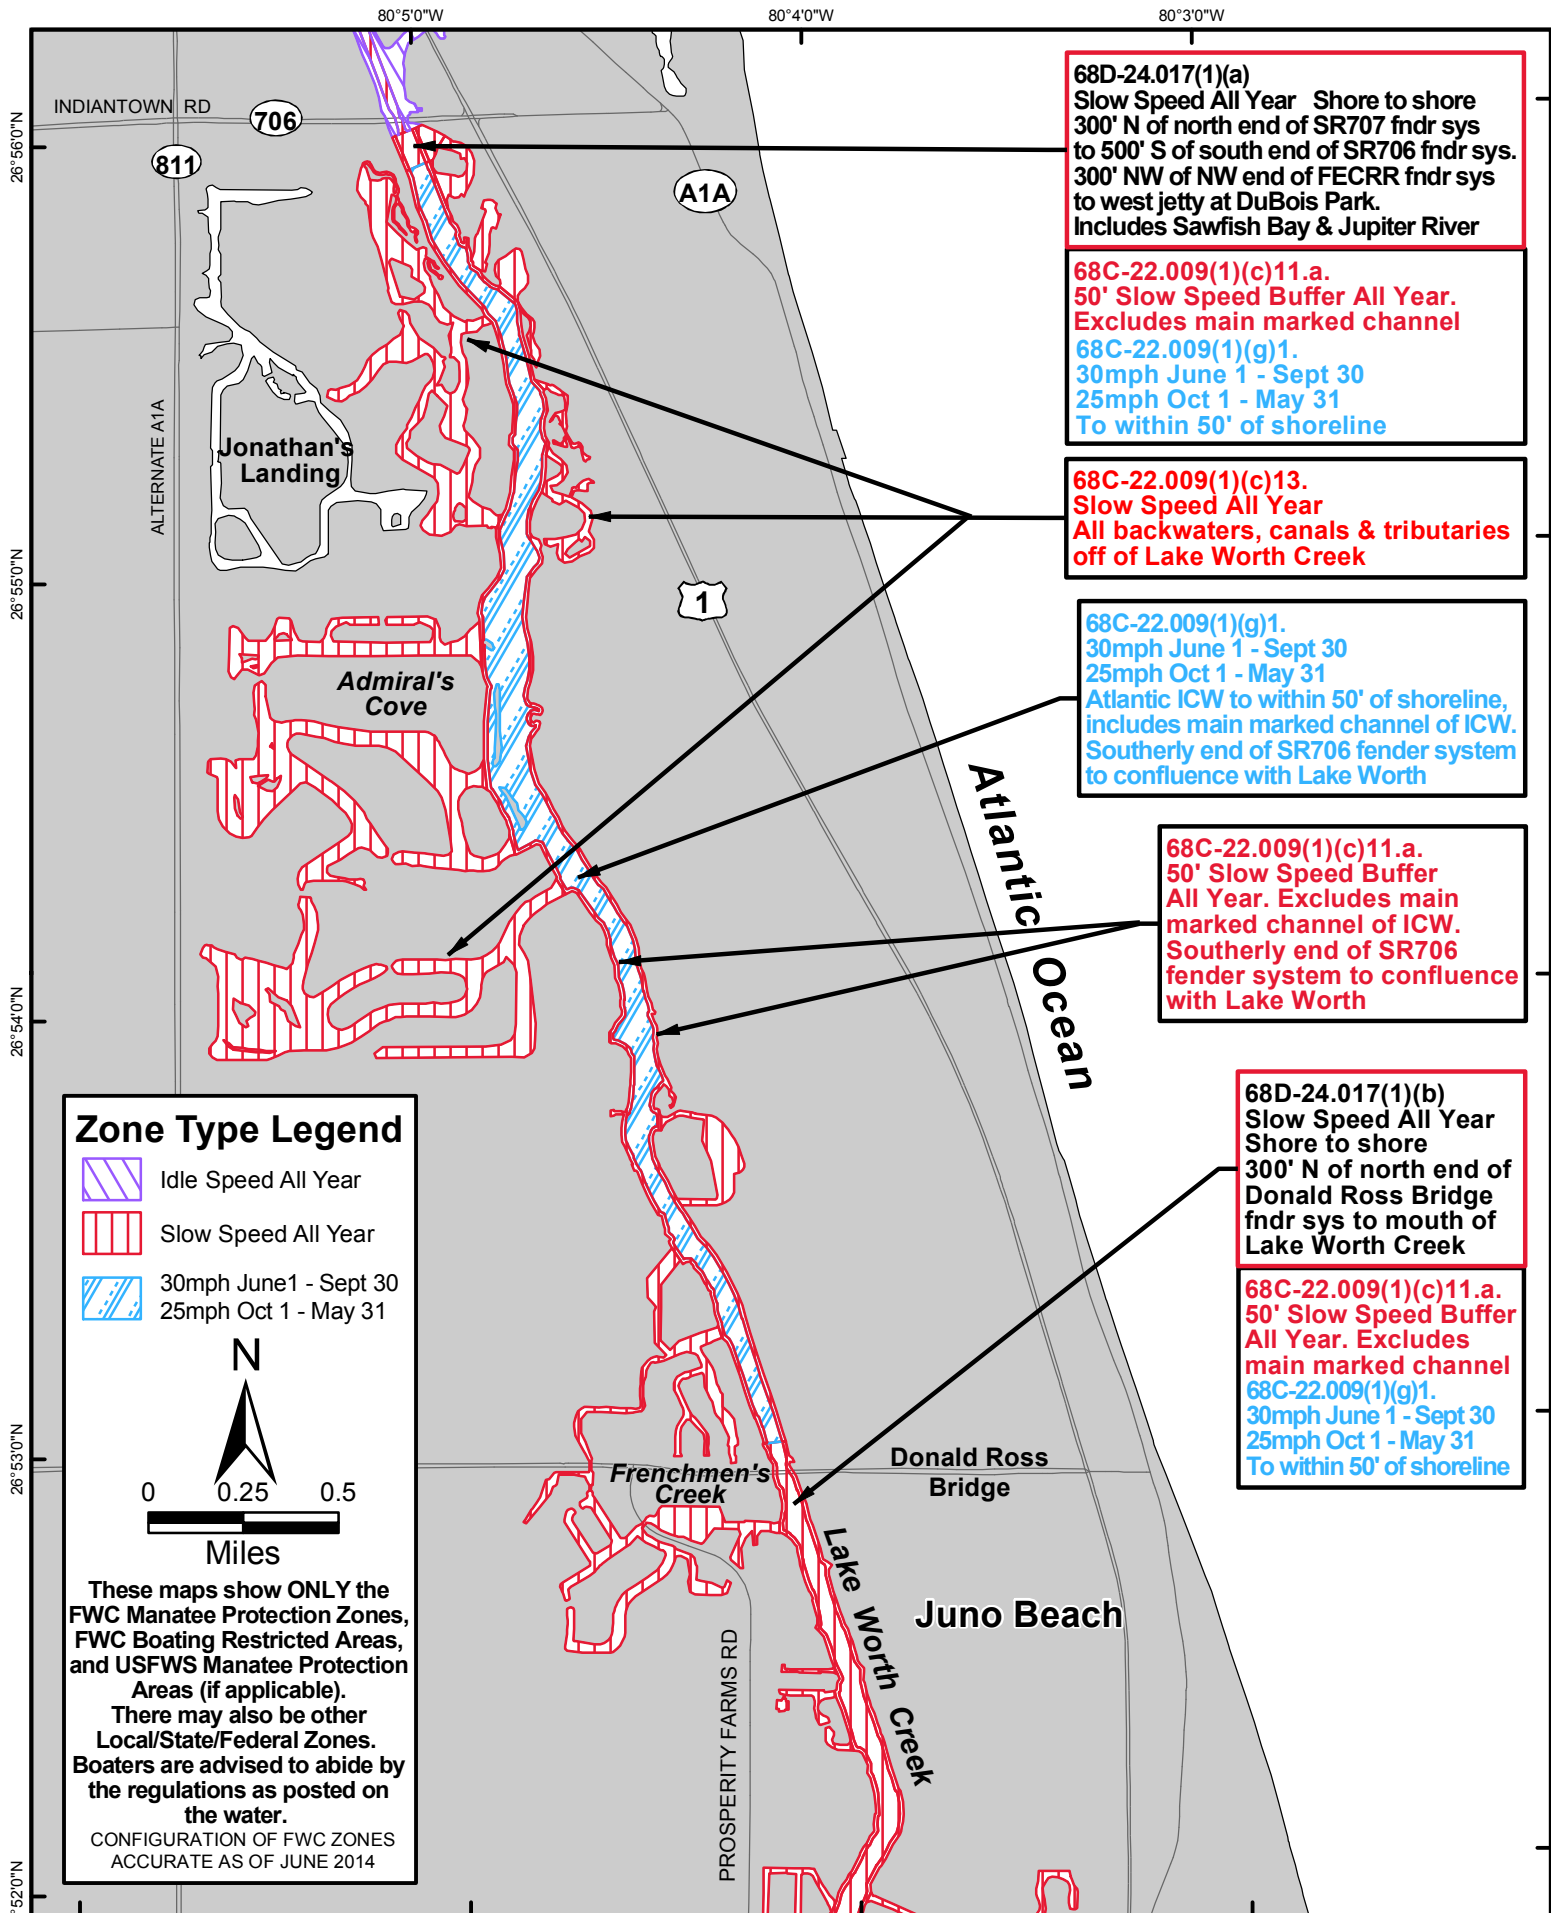 80°5'0"W
80°4'0"W
80°3'0"W
26°56'0"N
26°55'0"N
26°54'0"N
26°53'0"N
°52'0"N
INDIANTOWN RD
706
811
A1A
ALTERNATE A1A
Jonathan's
Landing
1
Admiral's
Cove
Atlantic Ocean
68D-24.017(1)(a)
Slow Speed All Year Shore to shore
300' N of north end of SR707 fndr sys
to 500' S of south end of SR706 fndr sys.
300' NW of NW end of FECRR fndr sys
to west jetty at DuBois Park.
Includes Sawfish Bay & Jupiter River
68C-22.009(1)(c)11.a.
50' Slow Speed Buffer All Year.
Excludes main marked channel
68C-22.009(1)(g)1.
30mph June 1 - Sept 30
25mph Oct 1 - May 31
To within 50' of shoreline
68C-22.009(1)(c)13.
Slow Speed All Year
All backwaters, canals & tributaries
off of Lake Worth Creek
68C-22.009(1)(g)1.
30mph June 1 - Sept 30
25mph Oct 1 - May 31
Atlantic ICW to within 50' of shoreline,
includes main marked channel of ICW.
Southerly end of SR706 fender system
to confluence with Lake Worth
68C-22.009(1)(c)11.a.
50' Slow Speed Buffer
All Year. Excludes main
marked channel of ICW.
Southerly end of SR706
fender system to confluence
with Lake Worth
68D-24.017(1)(b)
Slow Speed All Year
Shore to shore
300' N of north end of
Donald Ross Bridge
fndr sys to mouth of
Lake Worth Creek
68C-22.009(1)(c)11.a.
50' Slow Speed Buffer
All Year. Excludes
main marked channel
68C-22.009(1)(g)1.
30mph June 1 - Sept 30
25mph Oct 1 - May 31
To within 50' of shoreline
Zone Type Legend
Idle Speed All Year
Slow Speed All Year
30mph June1 - Sept 30
25mph Oct 1 - May 31
N
0 0.25 0.5
Miles
These maps show ONLY the
FWC Manatee Protection Zones,
FWC Boating Restricted Areas,
and USFWS Manatee Protection
Areas (if applicable).
There may also be other
Local/State/Federal Zones.
Boaters are advised to abide by
the regulations as posted on
the water.
CONFIGURATION OF FWC ZONES
ACCURATE AS OF JUNE 2014
Frenchmen's
Creek
Donald Ross
Bridge
Lake Worth Creek
Juno Beach
PROSPERITY FARMS RD